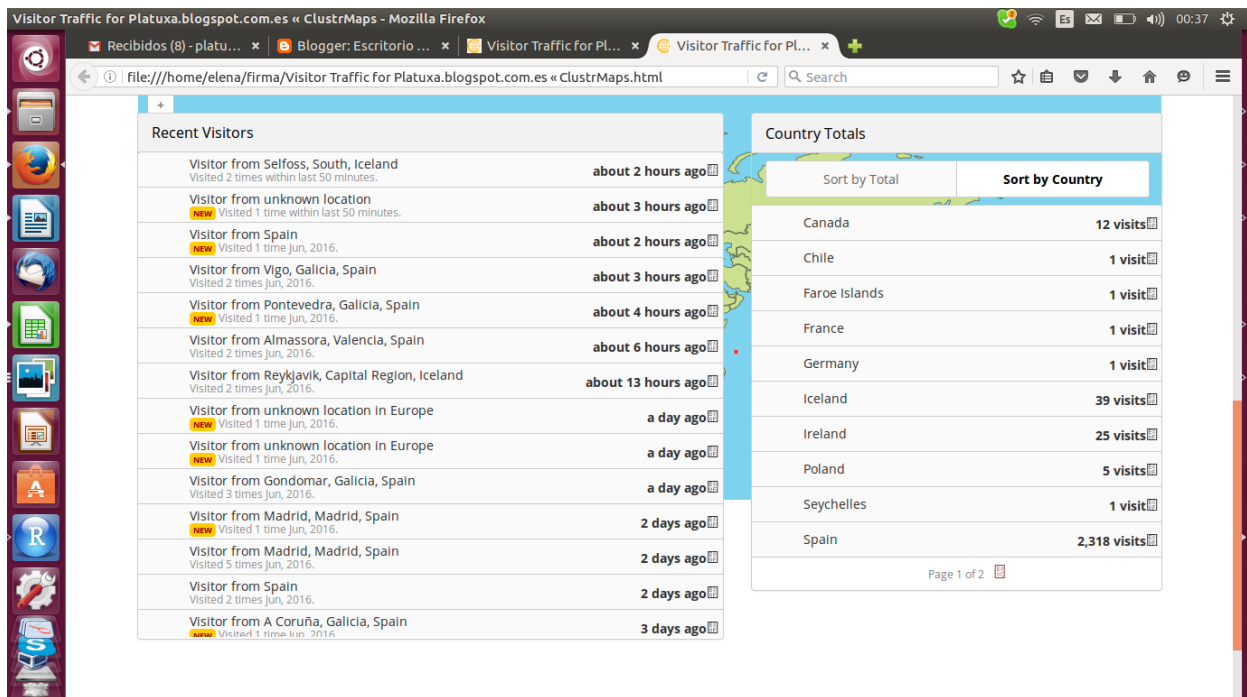 Visitor Traffic for Platuxa.blogspot.com.es « ClustrMaps - Mozilla Firefox
Es
00:37
Recibidos (8) - platu... ×
Blogger: Escritorio ... ×
Visitor Traffic for Pl... ×
Visitor Traffic for Pl... ×
file:///home/elena/firma/Visitor Traffic for Platuxa.blogspot.com.es « ClustrMaps.html
Search
+
Recent Visitors
Visitor from Selfoss, South, Iceland
Visited 2 times within last 50 minutes.
about 2 hours ago
Visitor from unknown location
NEW Visited 1 time within last 50 minutes.
about 3 hours ago
Visitor from Spain
NEW Visited 1 time Jun, 2016.
about 2 hours ago
Visitor from Vigo, Galicia, Spain
Visited 2 times Jun, 2016.
about 3 hours ago
Visitor from Pontevedra, Galicia, Spain
NEW Visited 1 time Jun, 2016.
about 4 hours ago
Visitor from Almassora, Valencia, Spain
Visited 2 times Jun, 2016.
about 6 hours ago
Visitor from Reykjavik, Capital Region, Iceland
Visited 2 times Jun, 2016.
about 13 hours ago
Visitor from unknown location in Europe
NEW Visited 1 time Jun, 2016.
a day ago
Visitor from unknown location in Europe
NEW Visited 1 time Jun, 2016.
a day ago
Visitor from Gondomar, Galicia, Spain
Visited 3 times Jun, 2016.
a day ago
Visitor from Madrid, Madrid, Spain
NEW Visited 1 time Jun, 2016.
2 days ago
Visitor from Madrid, Madrid, Spain
Visited 5 times Jun, 2016.
2 days ago
Visitor from Spain
Visited 2 times Jun, 2016.
2 days ago
Visitor from A Coruña, Galicia, Spain
NEW Visited 1 time Jun, 2016
3 days ago
Country Totals
Sort by Total
Sort by Country
Canada 12 visits
Chile 1 visit
Faroe Islands 1 visit
France 1 visit
Germany 1 visit
Iceland 39 visits
Ireland 25 visits
Poland 5 visits
Seychelles 1 visit
Spain 2,318 visits
Page 1 of 2
A
R
S